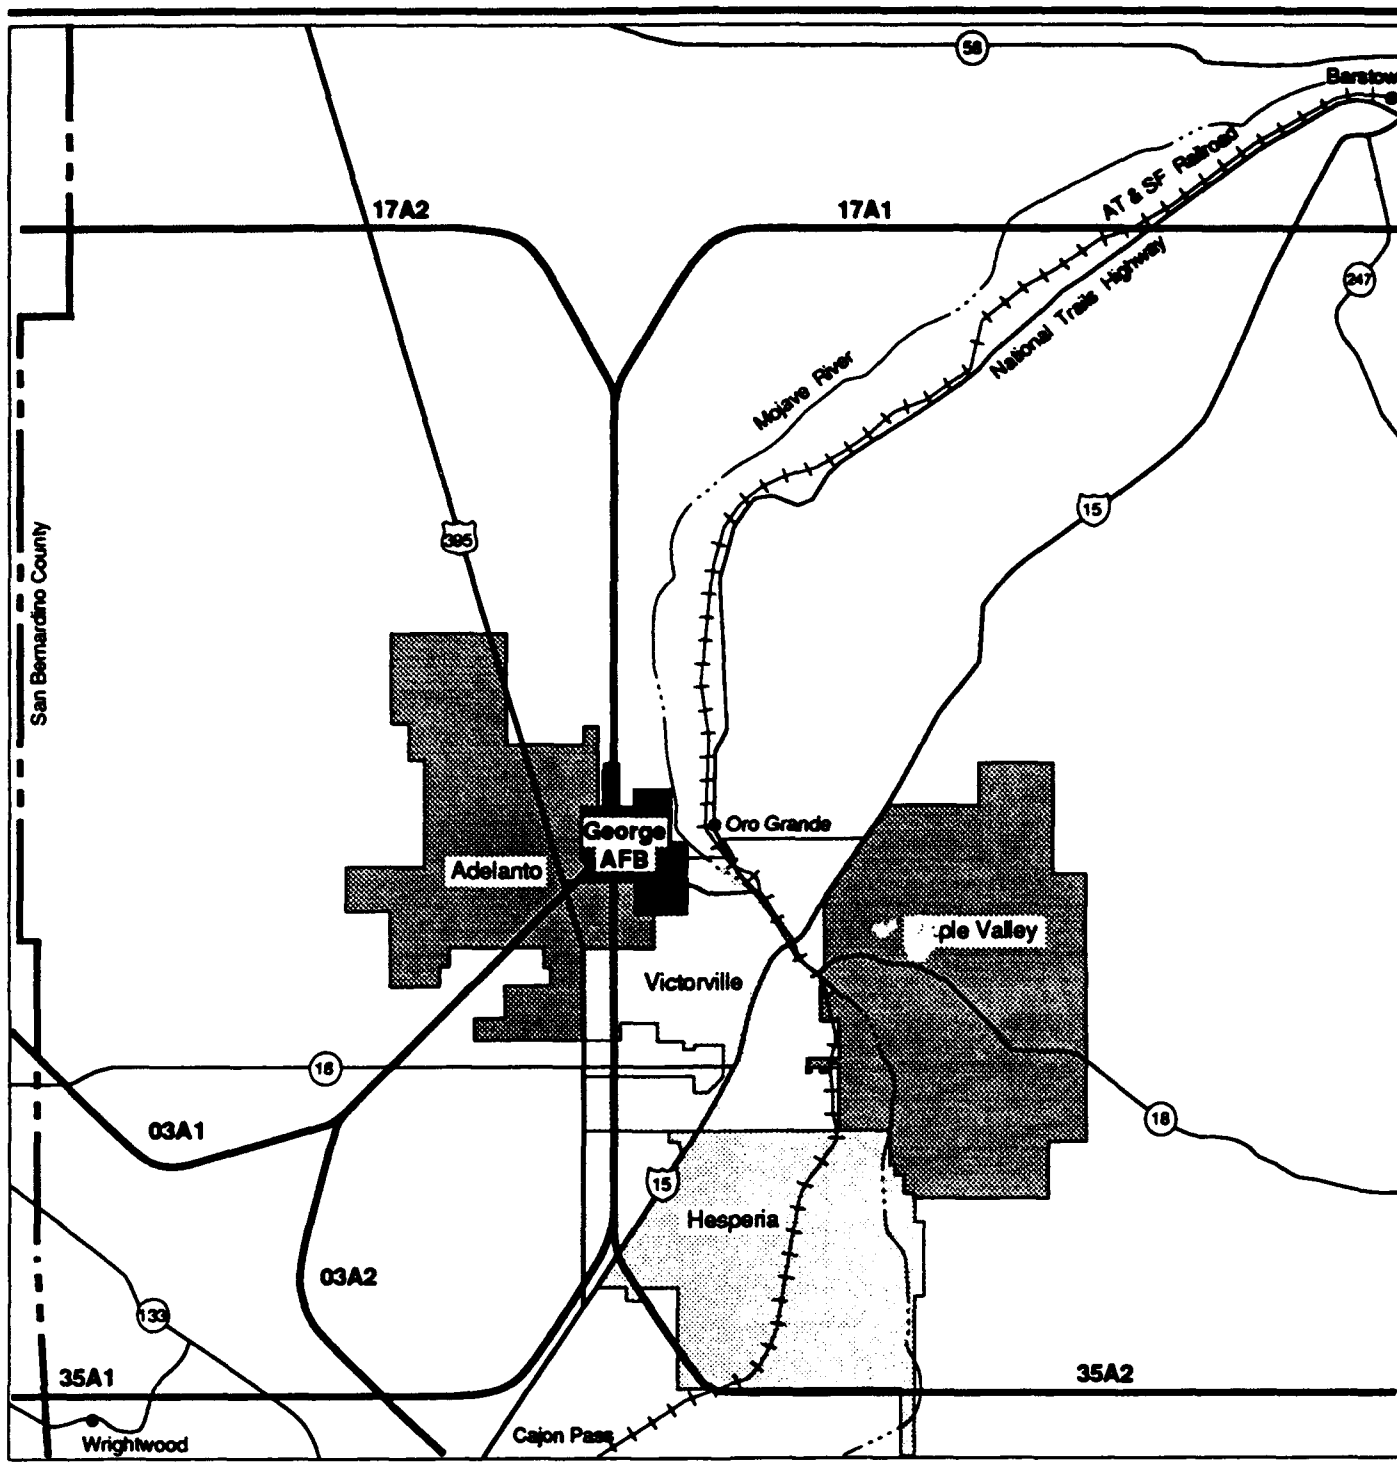 58
Barstow
AT & SF Railroad
17A2
17A1
247
National Trails Highway
Mojave River
15
395
San Bernardino County
Oro Grande
George
AFB
Adelanto
ple Valley
Victorville
18
18
03A1
15
Hesperia
03A2
133
35A1
35A2
Cajon Pass
Wrightwood